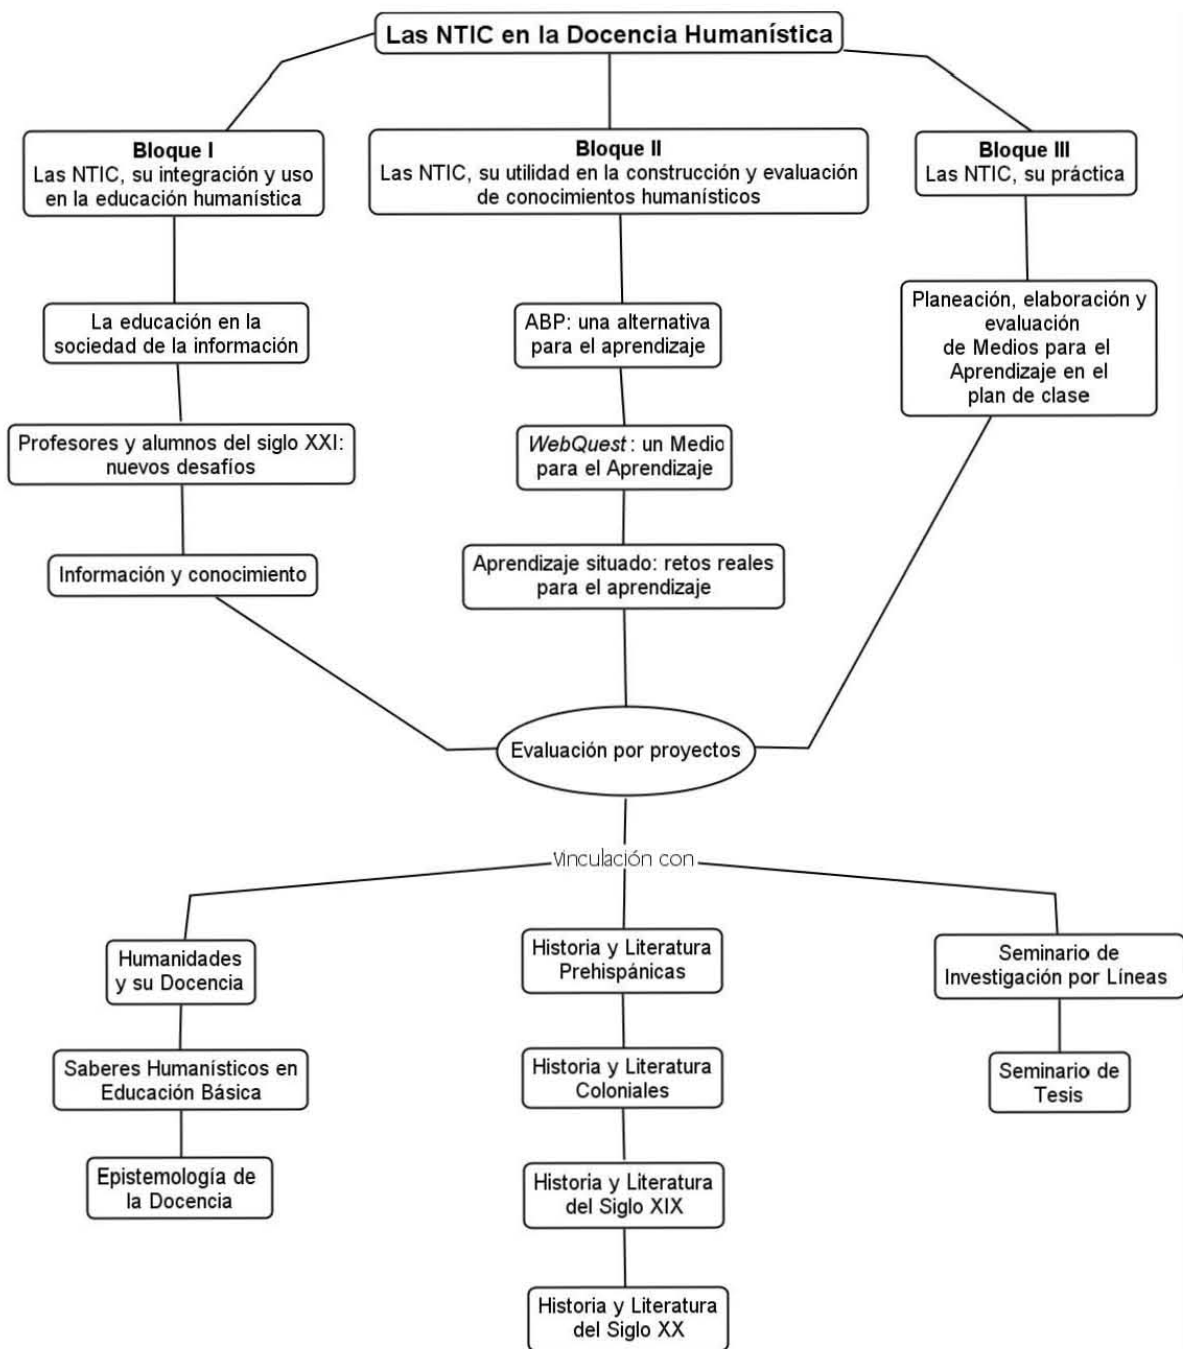 Las NTIC en la Docencia Humanística
Bloque I
Las NTIC, su integración y uso
en la educación humanística
Bloque II
Las NTIC, su utilidad en la construcción y evaluación
de conocimientos humanísticos
Bloque III
Las NTIC, su práctica
La educación en la
sociedad de la información
ABP: una alternativa
para el aprendizaje
Planeación, elaboración y
evaluación
de Medios para el
Aprendizaje en el
plan de clase
Profesores y alumnos del siglo XXI:
nuevos desafíos
WebQuest : un Medio
para el Aprendizaje
Información y conocimiento
Aprendizaje situado: retos reales
para el aprendizaje
Evaluación por proyectos
Vinculación con
Humanidades
y su Docencia
Historia y Literatura
Prehispánicas
Seminario de
Investigación por Líneas
Saberes Humanísticos en
Educación Básica
Historia y Literatura
Coloniales
Seminario de
Tesis
Epistemología de
la Docencia
Historia y Literatura
del Siglo XIX
Historia y Literatura
del Siglo XX